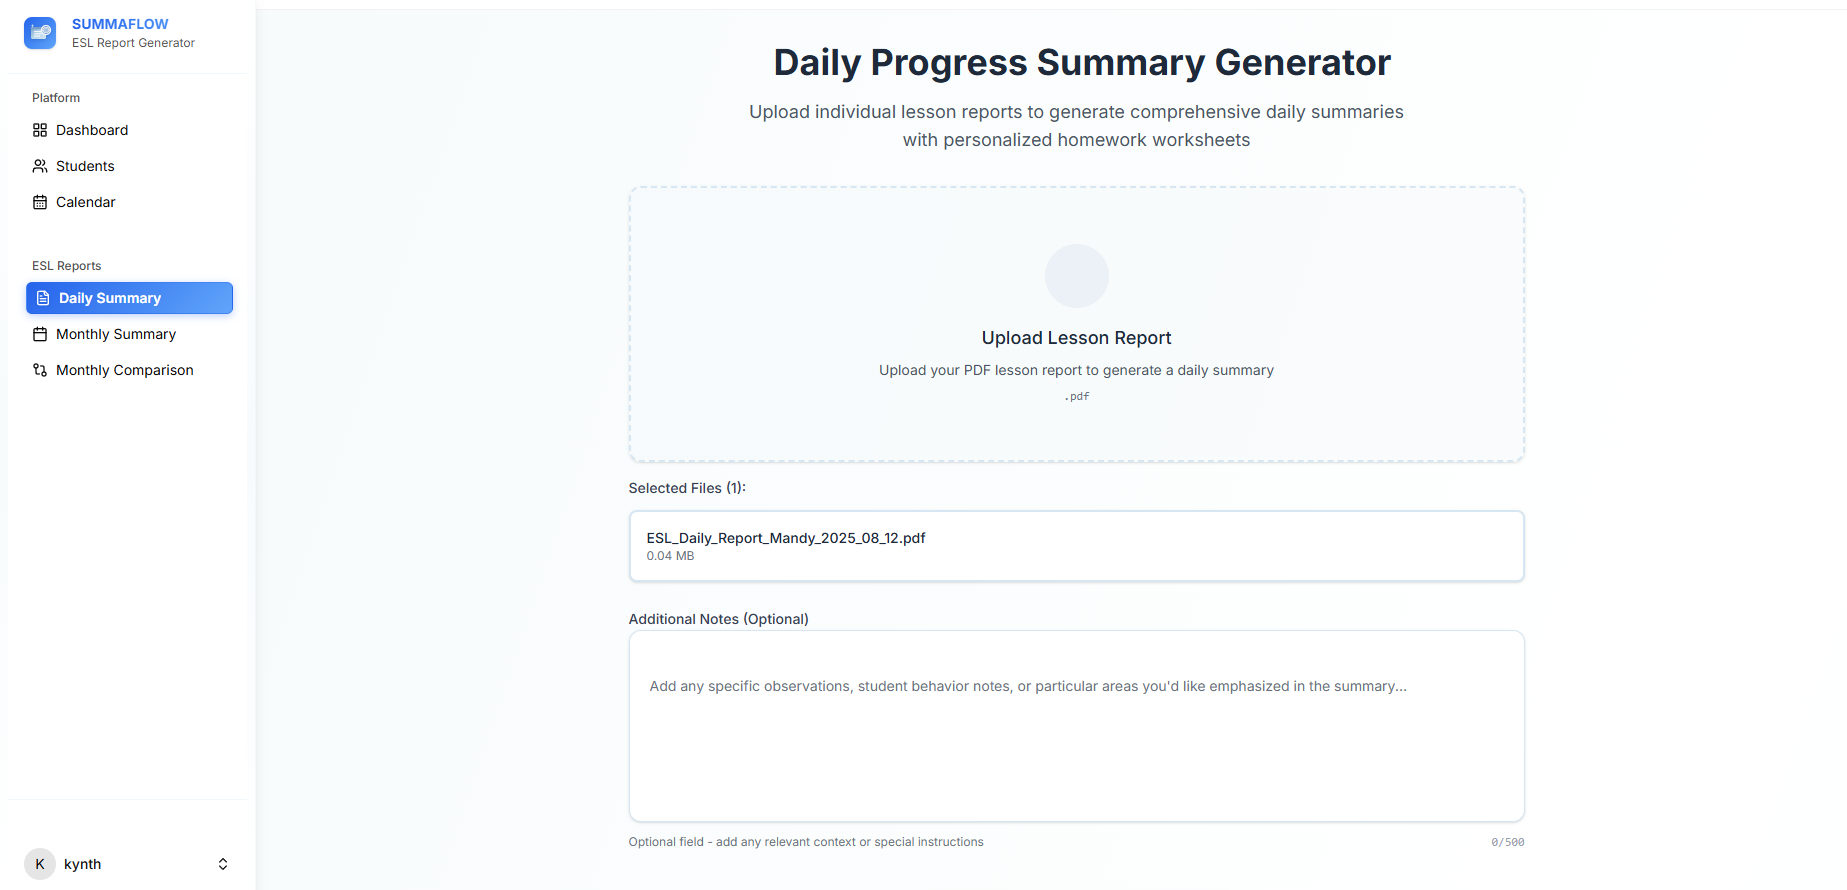 SUMMAFLOW
ESL Report Generator
Platform
Dashboard
Students
Calendar
ESL Reports
Daily Summary
Monthly Summary
Monthly Comparison
K kynth
Daily Progress Summary Generator
Upload individual lesson reports to generate comprehensive daily summaries
with personalized homework worksheets
Upload Lesson Report
Upload your PDF lesson report to generate a daily summary
.pdf
Selected Files (1):
ESL_Daily_Report_Mandy_2025_08_12.pdf
0.04 MB
Additional Notes (Optional)
Add any specific observations, student behavior notes, or particular areas you'd like emphasized in the summary...
Optional field - add any relevant context or special instructions
0/500